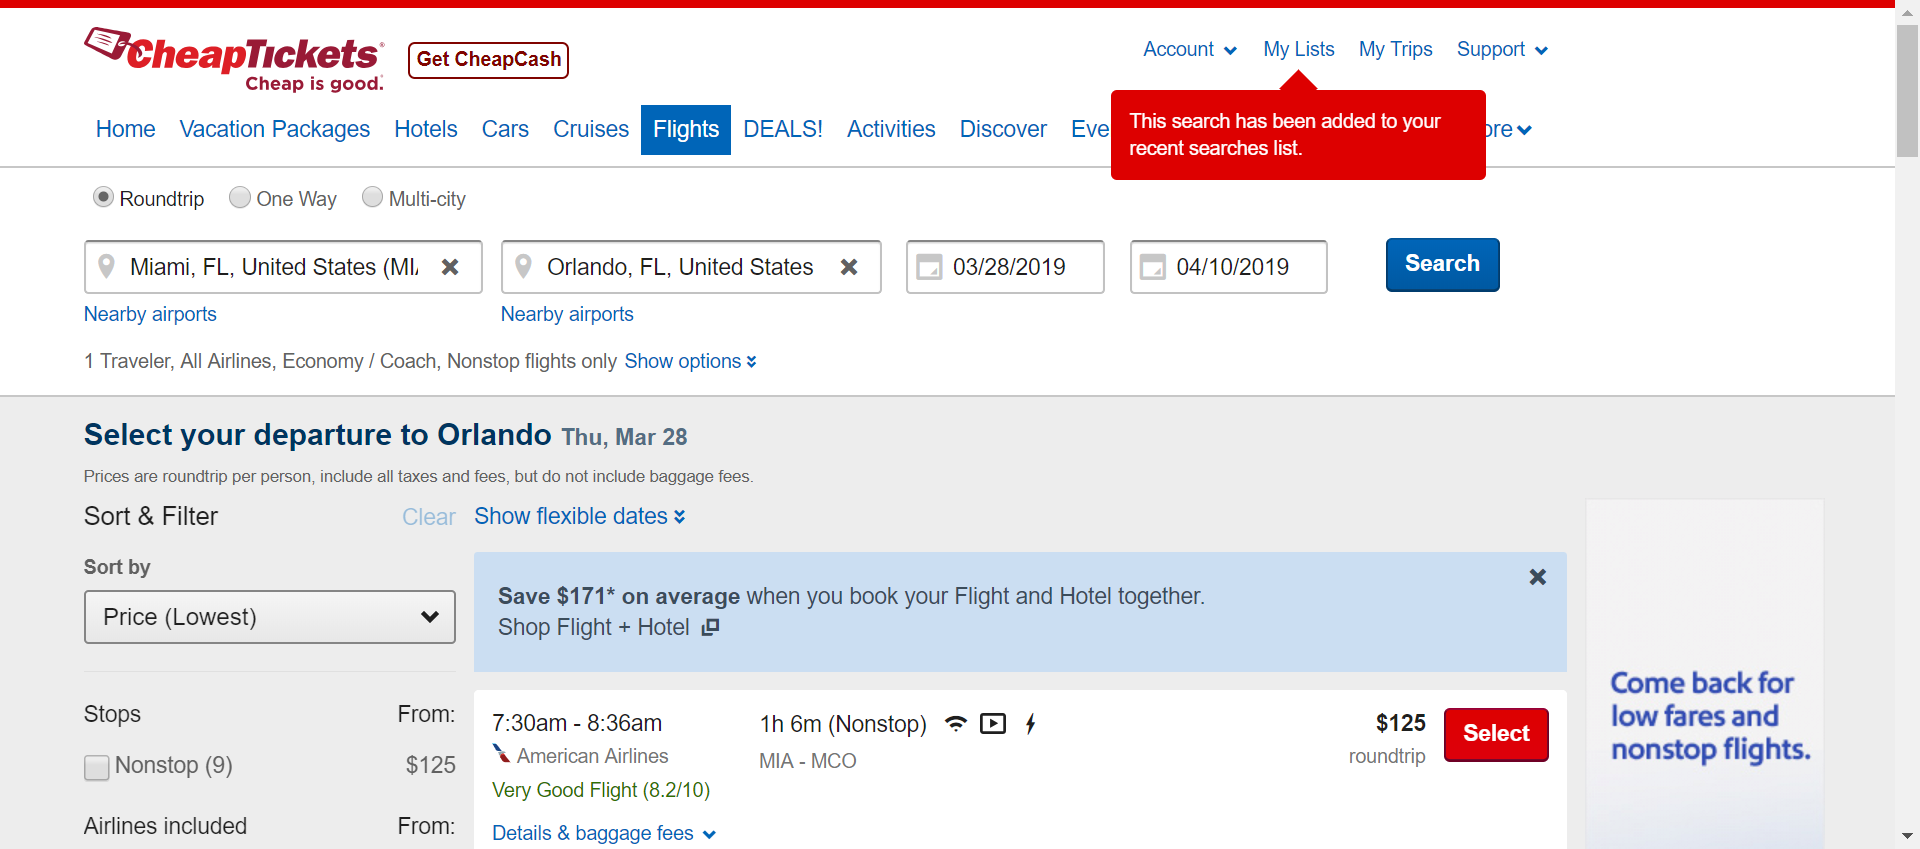 CheapTickets
Cheap is good.
Get CheapCash
Account My Lists My Trips Support
This search has been added to your
recent searches list.
Home Vacation Packages Hotels Cars Cruises Flights DEALS! Activities Discover Eve ore
Roundtrip One Way Multi-city
Miami, FL, United States (MI Orlando, FL, United States 03/28/2019 04/10/2019 Search
Nearby airports Nearby airports
1 Traveler, All Airlines, Economy / Coach, Nonstop flights only Show options
Select your departure to Orlando Thu, Mar 28
Prices are roundtrip per person, include all taxes and fees, but do not include baggage fees.
Sort & Filter Clear Show flexible dates
Sort by
Price (Lowest)
Save $171* on average when you book your Flight and Hotel together.
Shop Flight + Hotel
Stops From:
Nonstop (9) $125
Airlines included From:
7:30am - 8:36am 1h 6m (Nonstop) $125 Select
American Airlines MIA - MCO roundtrip
Very Good Flight (8.2/10)
Details & baggage fees
Come back for
low fares and
nonstop flights.